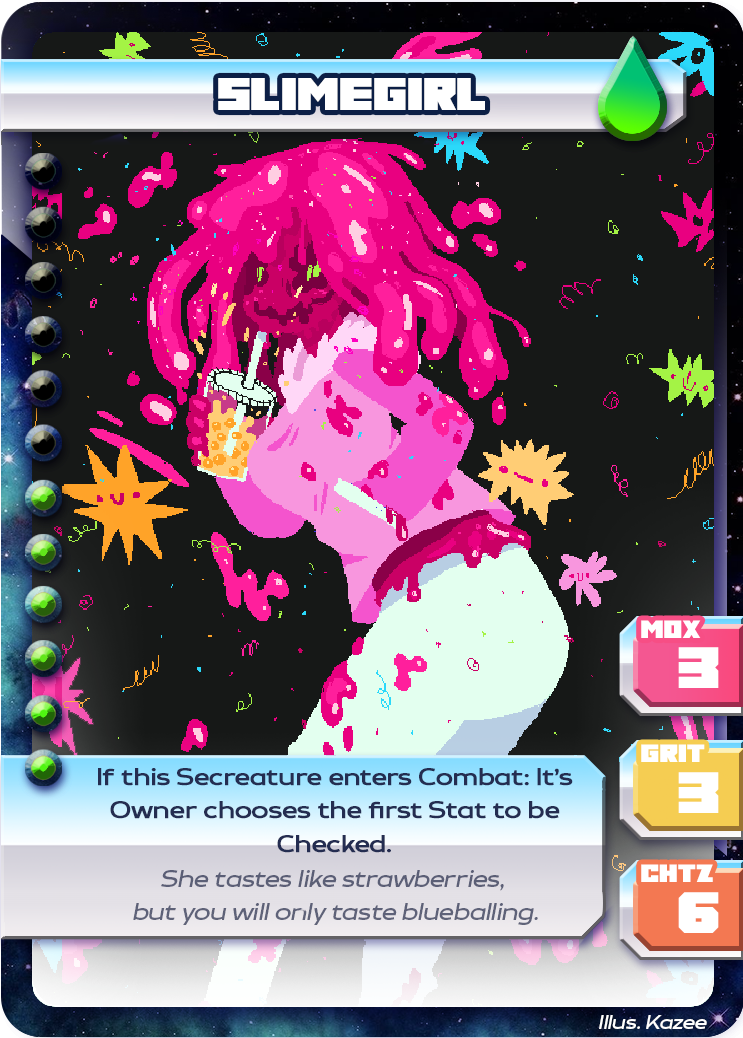 SLIMEGIRL
MOX
3
GRIT
3
CHTZ
6
If this Secreature enters Combat: It's
Owner chooses the first Stat to be
Checked.
She tastes like strawberries,
but you will only taste blueballing.
Illus. Kazee